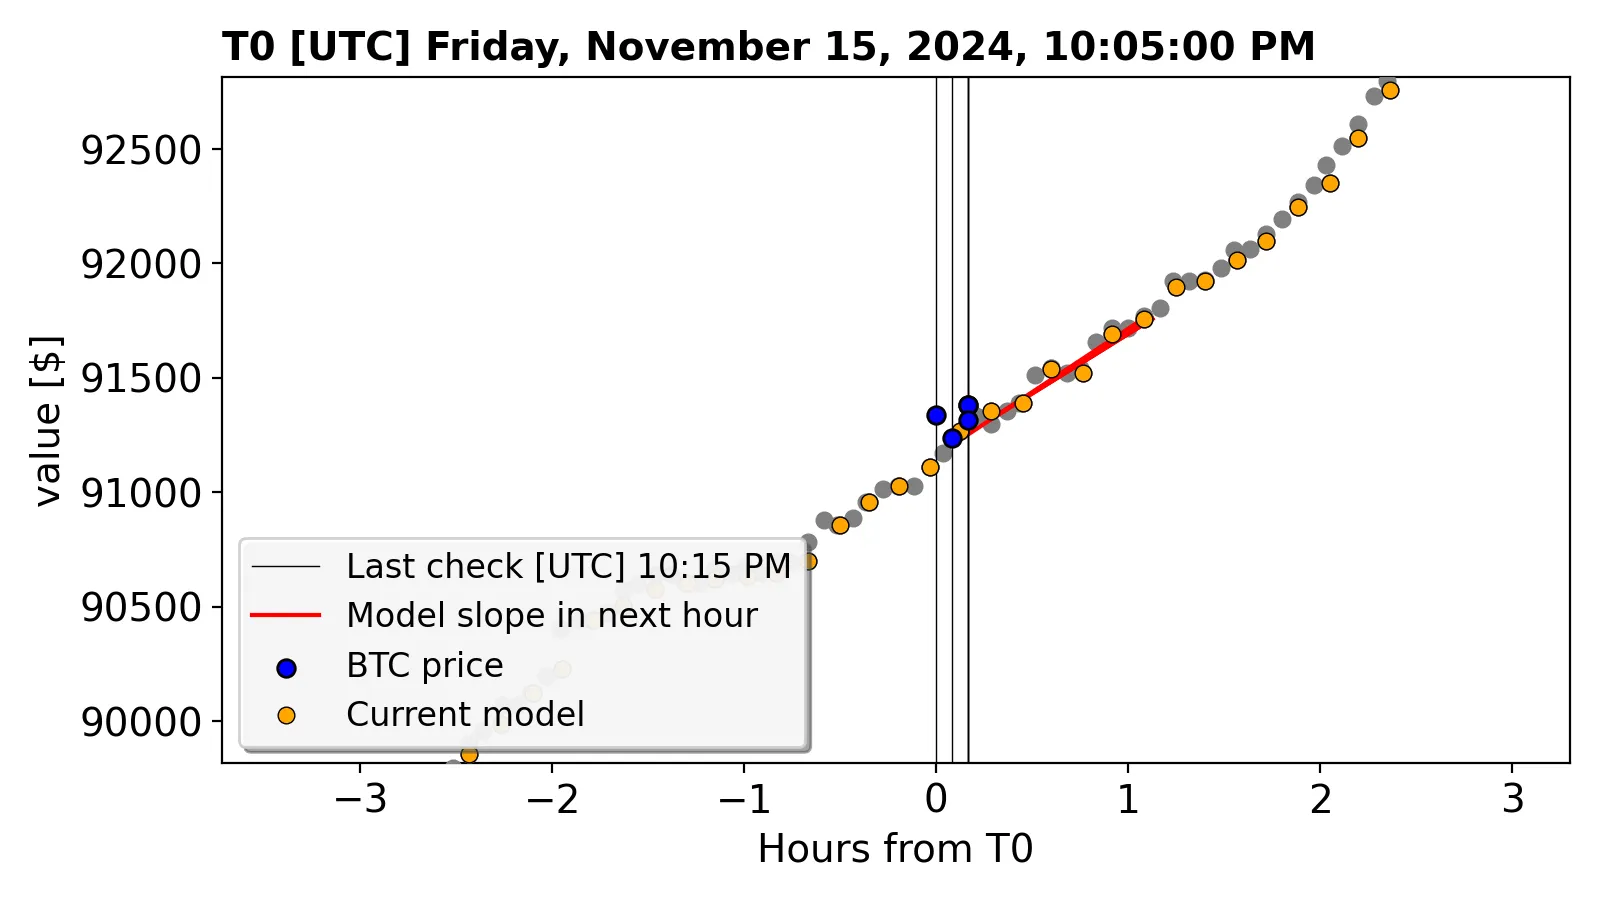 T0 [UTC] Friday, November 15, 2024, 10:05:00 PM
value [$]
92500
92000
91500
91000
90500
90000
Last check [UTC] 10:15 PM
Model slope in next hour
BTC price
Current model
−3 −2 −1 0 1 2 3
Hours from T0